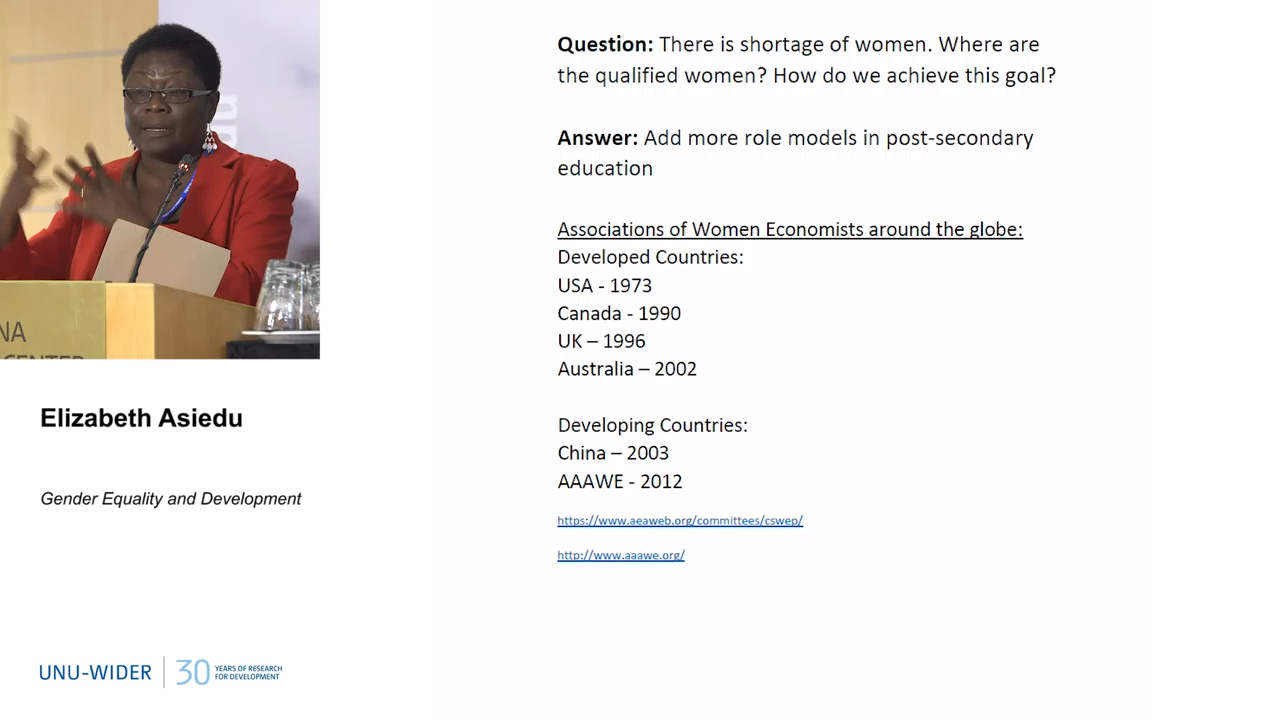 Question: There is shortage of women. Where are
the qualified women? How do we achieve this goal?
Answer: Add more role models in post-secondary
education
Associations of Women Economists around the globe:
Developed Countries:
USA - 1973
Canada - 1990
UK – 1996
Australia – 2002
Developing Countries:
China – 2003
AAAWE - 2012
https://www.aeaweb.org/committees/cswep/
http://www.aaawe.org/
NA
CENTER
Elizabeth Asiedu
Gender Equality and Development
UNU-WIDER
30
YEARS OF RESEARCH
FOR DEVELOPMENT